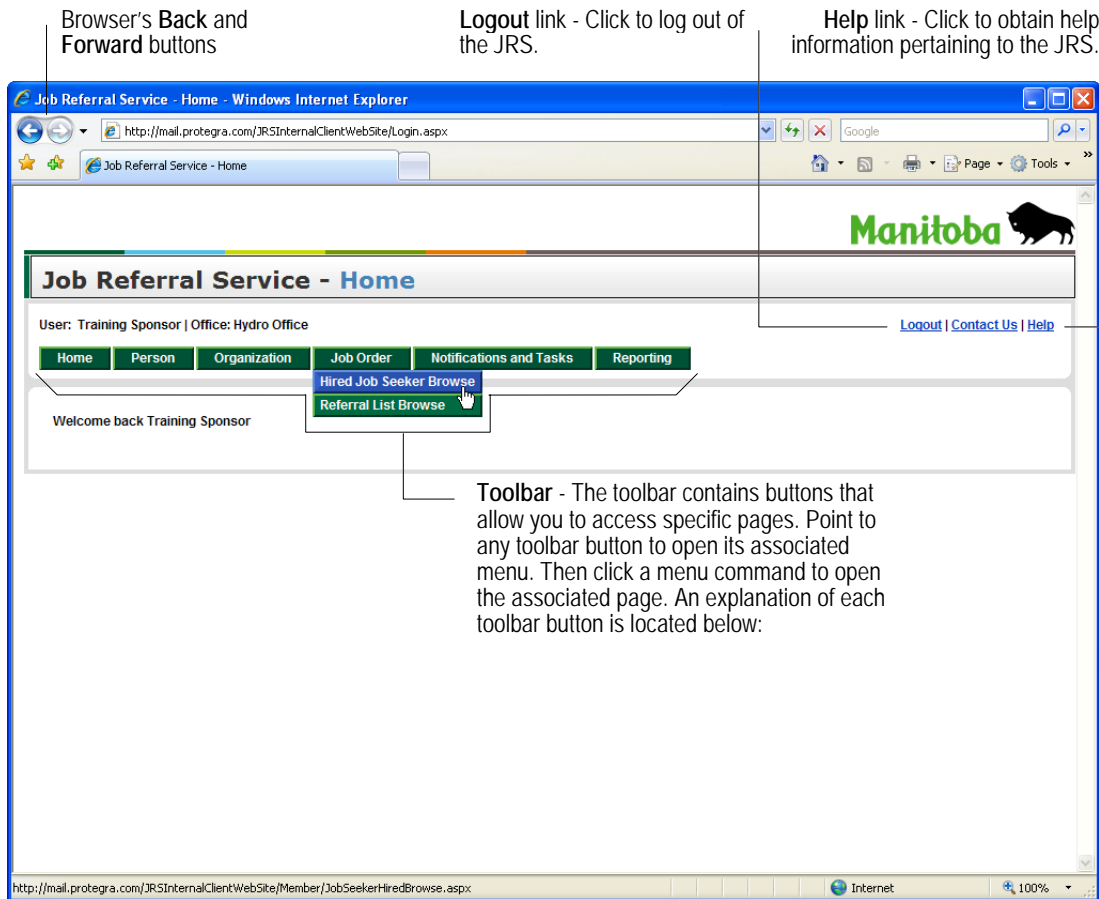 Browser's Back and
Forward buttons
Logout link - Click to log out of
the JRS.
Help link - Click to obtain help
information pertaining to the JRS.
Job Referral Service - Home - Windows Internet Explorer
http://mail.protegra.com/JRSInternalClientWebSite/Login.aspx
Google
Job Referral Service - Home
Page
Tools
»
Manitoba
Job Referral Service - Home
User: Training Sponsor | Office: Hydro Office
Logout | Contact Us | Help
Home
Person
Organization
Job Order
Notifications and Tasks
Reporting
Hired Job Seeker Browse
Referral List Browse
Welcome back Training Sponsor
Toolbar - The toolbar contains buttons that
allow you to access specific pages. Point to
any toolbar button to open its associated
menu. Then click a menu command to open
the associated page. An explanation of each
toolbar button is located below:
http://mail.protegra.com/JRSInternalClientWebSite/Member/JobSeekerHiredBrowse.aspx
Internet
100%